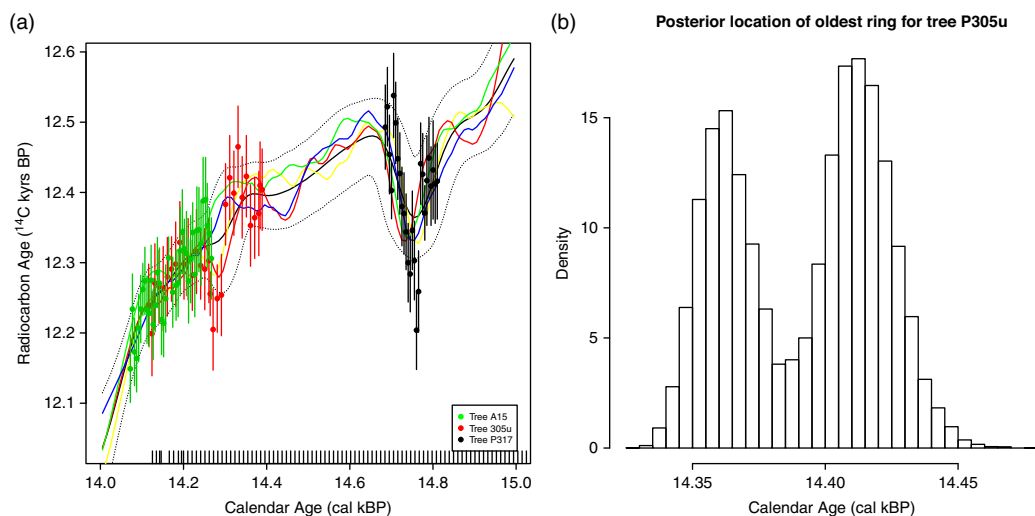 (a)
12.6
12.5
12.4
12.3
12.2
12.1
Radiocarbon Age (¹⁴C kyrs BP)
Tree A15
Tree 305u
Tree P317
14.0 14.2 14.4 14.6 14.8 15.0
Calendar Age (cal kBP)
(b)
Posterior location of oldest ring for tree P305u
15
10
5
0
Density
14.35 14.40 14.45
Calendar Age (cal kBP)